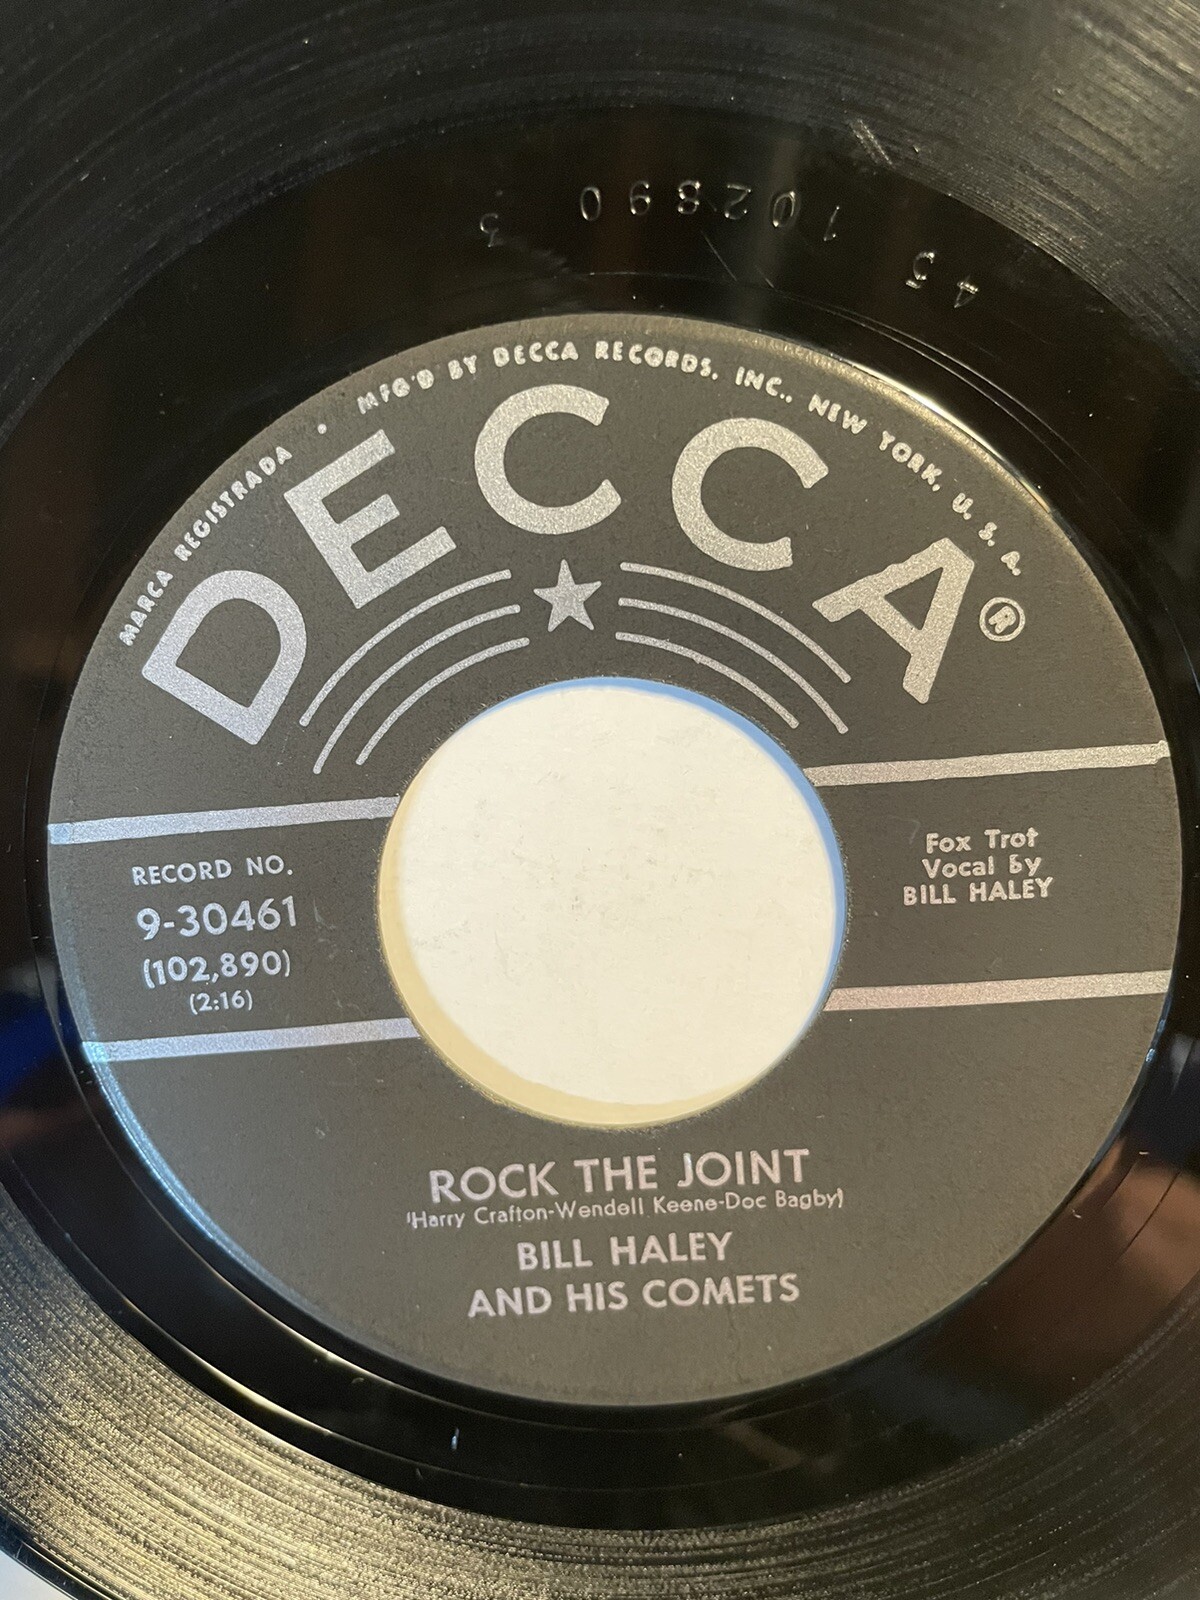 45 102890 3
MARCA REGISTRADA • MFG'D BY DECCA RECORDS, INC., NEW YORK, U. S. A.
DECCA ®
RECORD NO.
9-30461
(102,890)
(2:16)
Fox Trot
Vocal by
BILL HALEY
ROCK THE JOINT
(Harry Crafton-Wendell Keene-Doc Bagby)
BILL HALEY
AND HIS COMETS